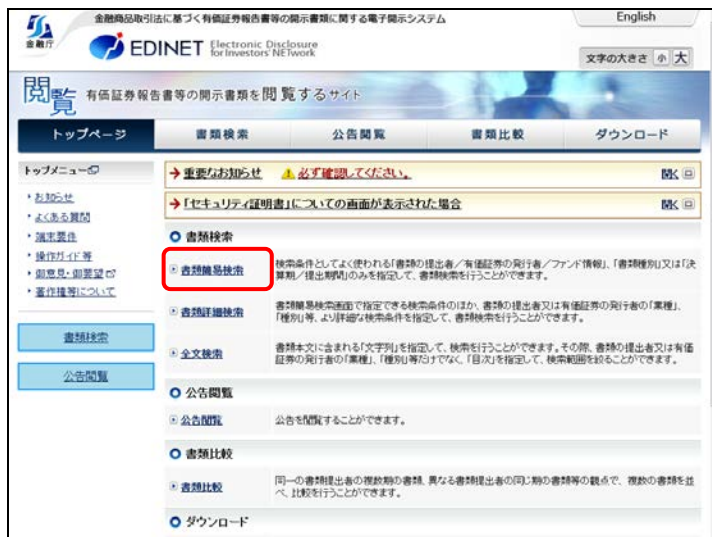 金融商品取引法に基づく有価証券報告書等の開示書類に関する電子開示システム
English
金融庁
EDINET Electronic Disclosure for Investors' NETwork
文字の大きさ 小 大
閲覧 有価証券報告書等の開示書類を閲覧するサイト
トップページ 書類検索 公告閲覧 書類比較 ダウンロード
トップメニュー
お知らせ
よくある質問
端末要件
操作ガイド等
御意見・御要望
著作権等について
書類検索
公告閲覧
重要なお知らせ 必ず確認してください。 開く
「セキュリティ証明書」についての画面が表示された場合 開く
書類検索
書類簡易検索
検索条件としてよく使われる「書類の提出者／有価証券の発行者／ファンド情報」、「書類種別」又は「決
算期／提出期間」のみを指定して、書類検索を行うことができます。
書類詳細検索
書類簡易検索画面で指定できる検索条件のほか、書類の提出者又は有価証券の発行者の「業種」、
「種別」等、より詳細な検索条件を指定して、書類検索を行うことができます。
全文検索
書類本文に含まれる「文字列」を指定して、検索を行うことができます。その際、書類の提出者又は有価
証券の発行者の「業種」、「種別」等だけでなく、「目次」を指定して、検索範囲を絞ることができます。
公告閲覧
公告閲覧
公告を閲覧することができます。
書類比較
書類比較
同一の書類提出者の複数期の書類、異なる書類提出者の同じ期の書類等の観点で、複数の書類を並
べ、比較を行うことができます。
ダウンロード